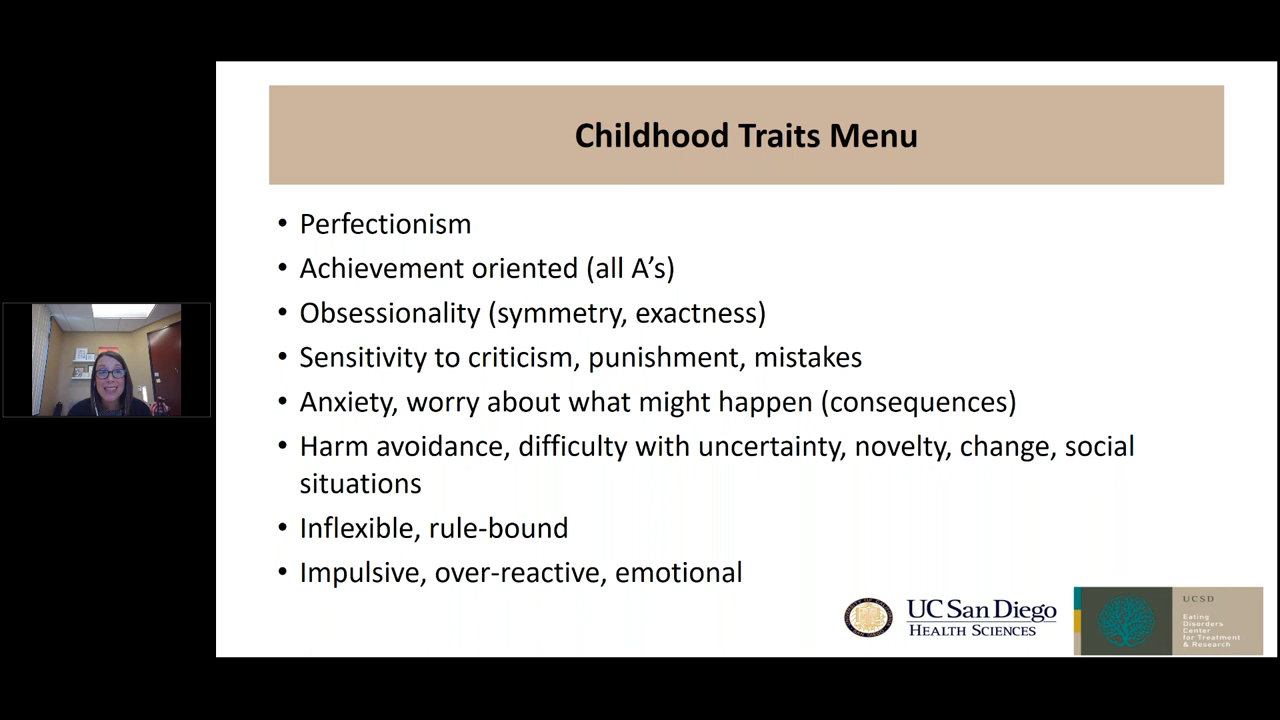 Childhood Traits Menu
• Perfectionism
• Achievement oriented (all A’s)
• Obsessionality (symmetry, exactness)
• Sensitivity to criticism, punishment, mistakes
• Anxiety, worry about what might happen (consequences)
• Harm avoidance, difficulty with uncertainty, novelty, change, social
situations
• Inflexible, rule-bound
• Impulsive, over-reactive, emotional
UC San Diego
HEALTH SCIENCES
UCSD
Eating
Disorders
Center
for Treatment
& Research